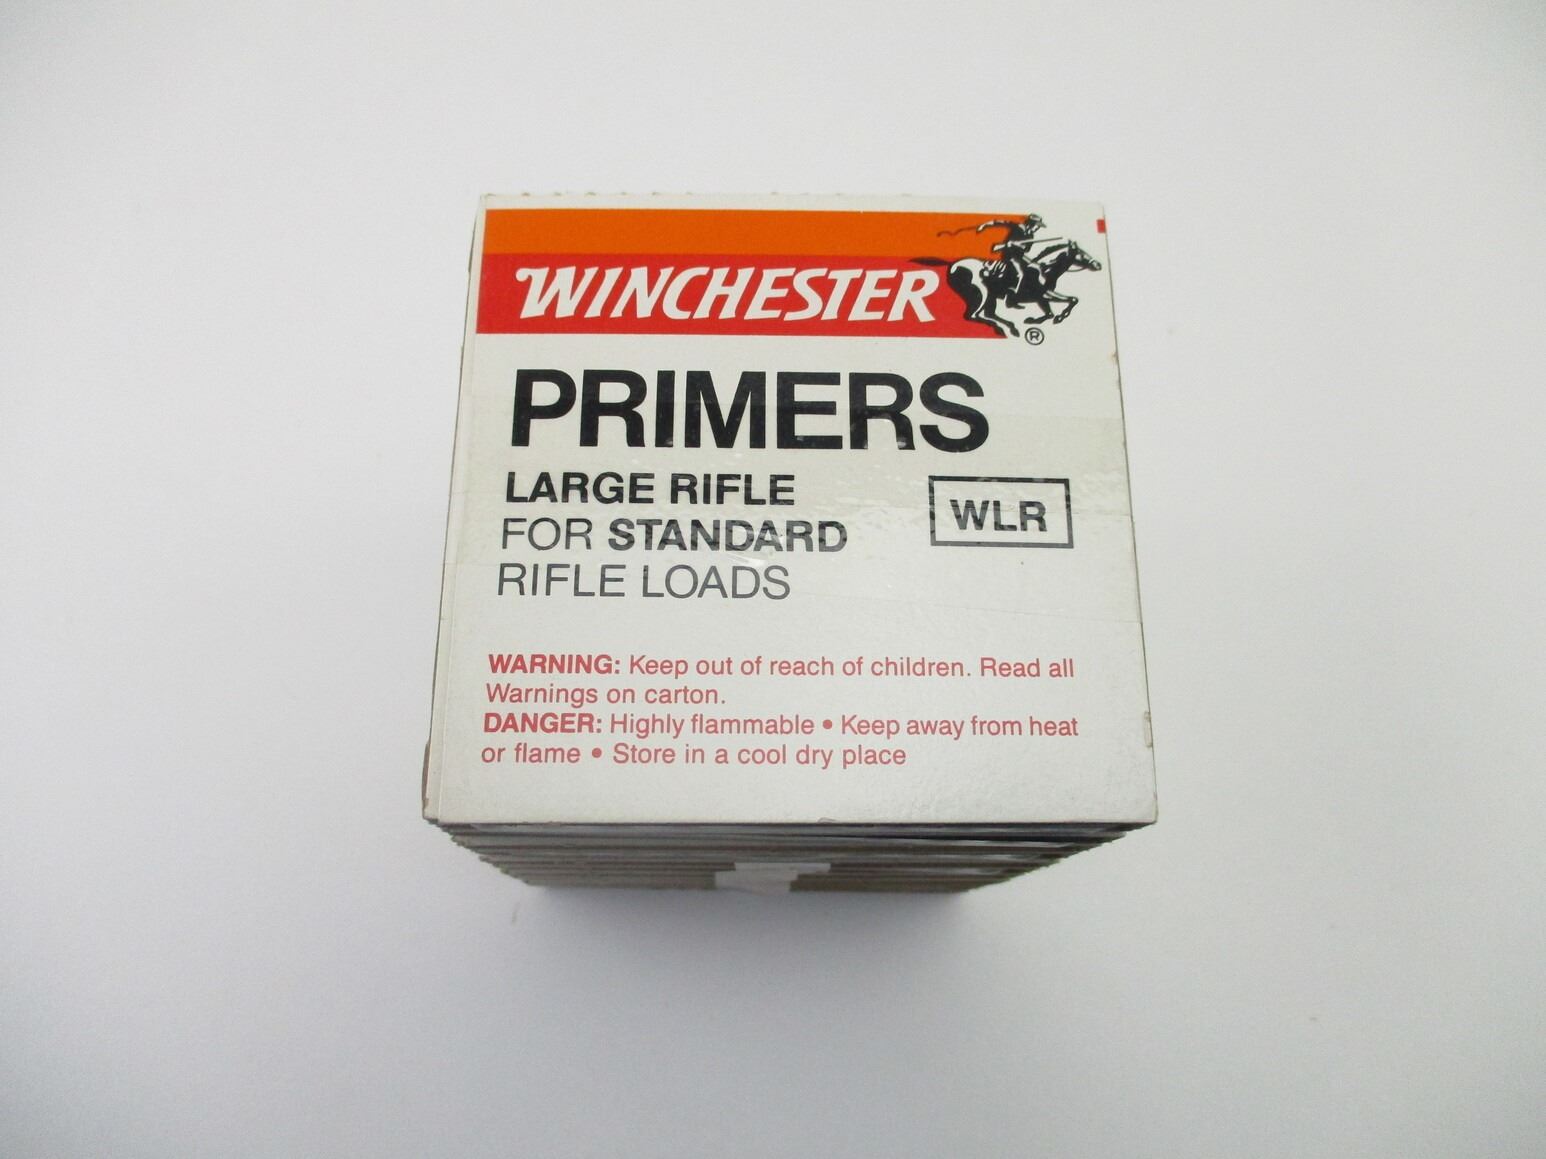 WINCHESTER
®
PRIMERS
LARGE RIFLE
FOR STANDARD
RIFLE LOADS
WLR
WARNING: Keep out of reach of children. Read all
Warnings on carton.
DANGER: Highly flammable • Keep away from heat
or flame • Store in a cool dry place